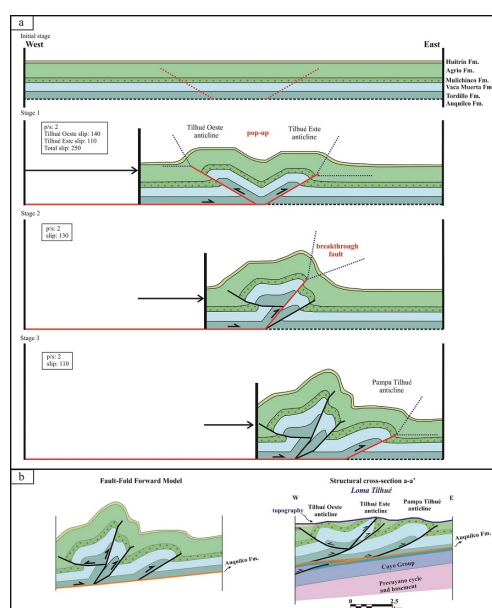 a
Initial stage
West
East
Huitrín Fm.
Agrio Fm.
Mulichinco Fm.
Vaca Muerta Fm.
Tordillo Fm.
Auquilco Fm.
Stage 1
p/s: 2
Tilhué Oeste slip: 140
Tilhué Este slip: 110
Total slip: 250
Tilhué Oeste
anticline
pop-up
Tilhué Este
anticline
Stage 2
p/s: 2
slip: 130
breakthrough
fault
Stage 3
p/s: 2
slip: 110
Pampa Tilhué
anticline
b
Fault-Fold Forward Model
Auquilco Fm.
Structural cross-section a-a'
Loma Tilhué
W
E
topography
Tilhué Oeste
anticline
Tilhué Este
anticline
Pampa Tilhué
anticline
Auquilco Fm.
Cuyo Group
Precuyano cycle
and basement
0
2.5